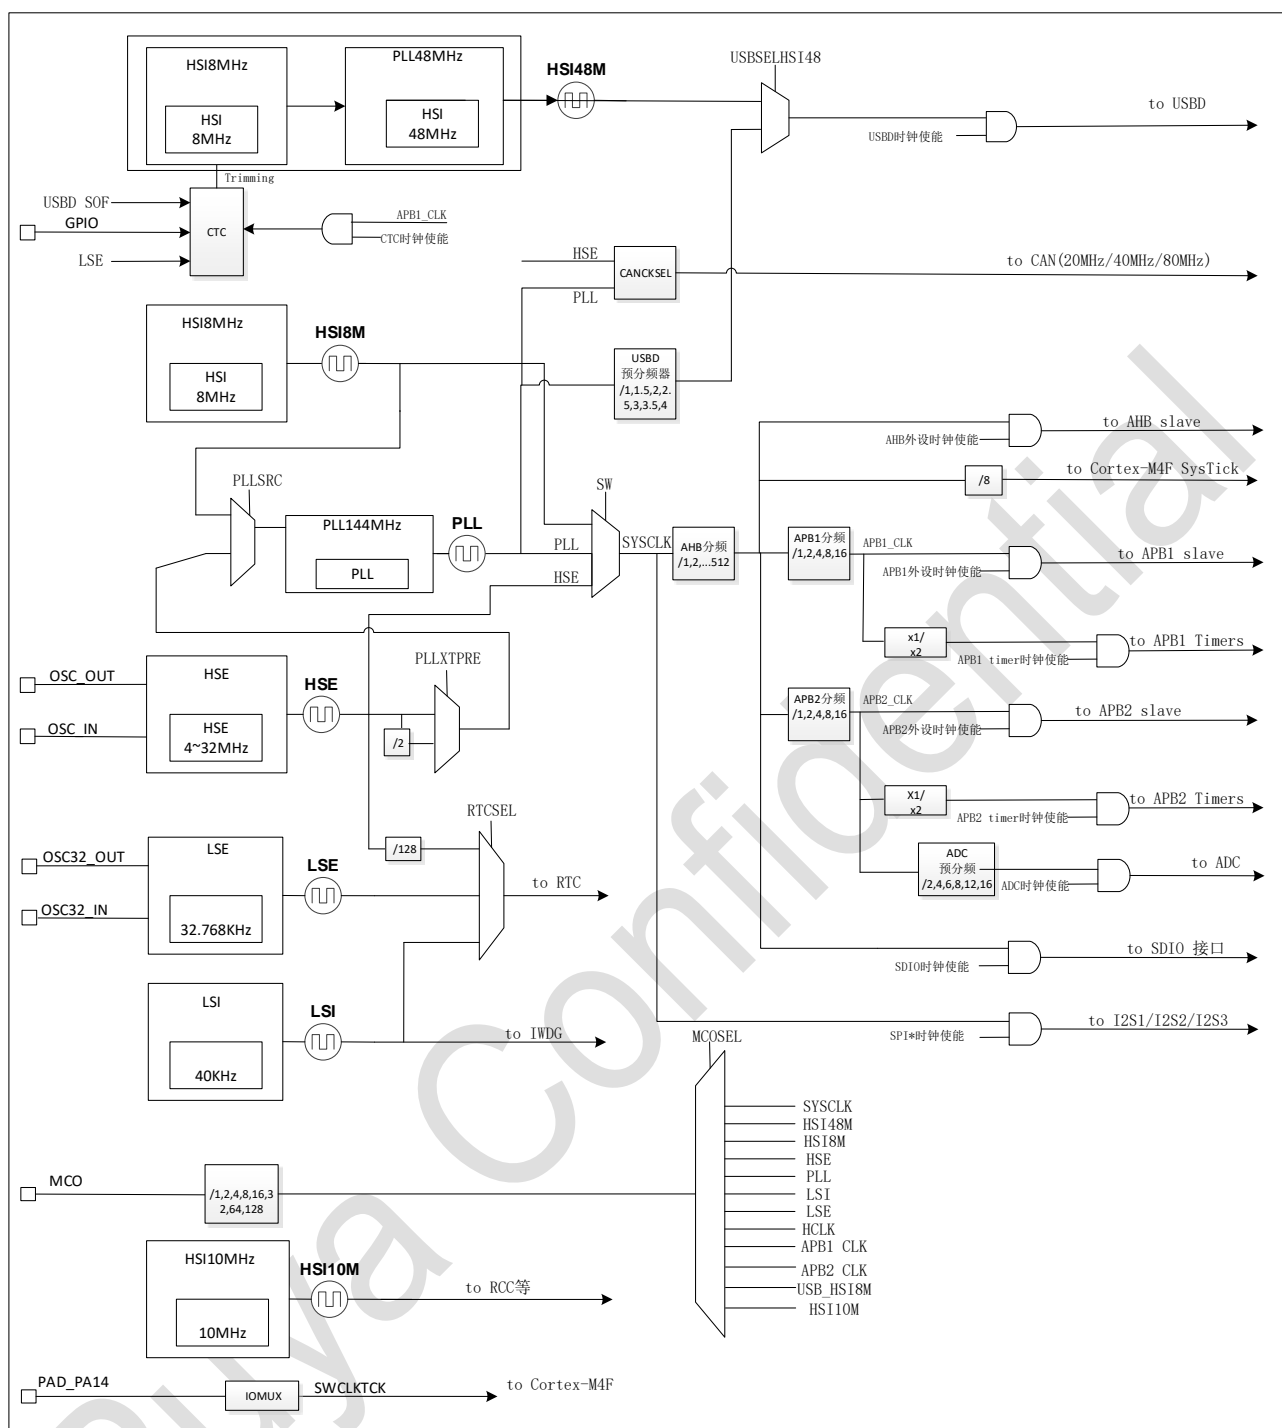 HSI8MHz
HSI
8MHz
PLL48MHz
HSI
48MHz
HSI48M
USBSELHSI48
to USBD
USBD时钟使能
Trimming
USBD SOF
GPIO
LSE
CTC
APB1_CLK
CTC时钟使能
HSE
PLL
CANCKSEL
to CAN(20MHz/40MHz/80MHz)
HSI8MHz
HSI
8MHz
HSI8M
USBD
预分频器
/1,1.5,2,2.
5,3,3.5,4
to AHB slave
AHB外设时钟使能
to Cortex-M4F SysTick
/8
PLLSRC
PLL144MHz
PLL
PLL
SW
PLL
HSE
SYSCLK
AHB分频
/1,2,...512
APB1分频
/1,2,4,8,16
APB1_CLK
to APB1 slave
APB1外设时钟使能
x1/
x2
to APB1 Timers
APB1 timer时钟使能
OSC_OUT
OSC_IN
HSE
HSE
4~32MHz
HSE
PLLXTPRE
/2
APB2分频
/1,2,4,8,16
APB2_CLK
to APB2 slave
APB2外设时钟使能
X1/
x2
to APB2 Timers
APB2 timer时钟使能
RTCSEL
/128
OSC32_OUT
OSC32_IN
LSE
32.768KHz
LSE
to RTC
ADC
预分频
/2,4,6,8,12,16
to ADC
ADC时钟使能
to SDIO 接口
SDIO时钟使能
LSI
40KHz
LSI
to IWDG
to I2S1/I2S2/I2S3
SPI*时钟使能
MCOSEL
SYSCLK
HSI48M
HSI8M
HSE
PLL
LSI
LSE
HCLK
APB1 CLK
APB2 CLK
USB_HSI8M
HSI10M
MCO
/1,2,4,8,16,3
2,64,128
HSI10MHz
10MHz
HSI10M
to RCC等
PAD_PA14
IOMUX
SWCLKTCK
to Cortex-M4F
Puya Confidential